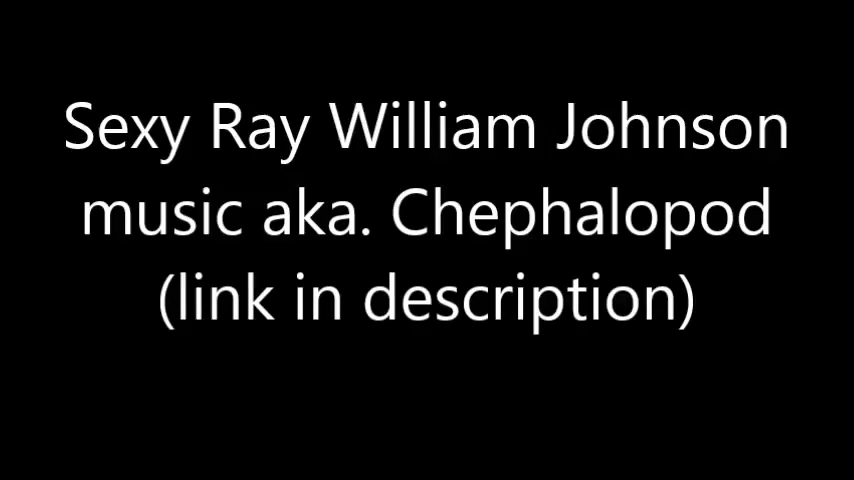 Sexy Ray William Johnson
music aka. Chephalopod
(link in description)